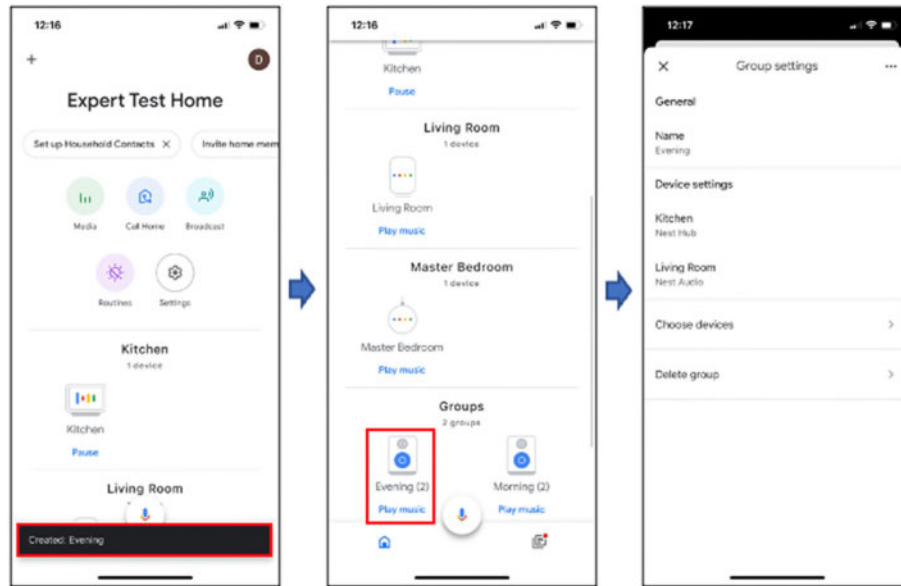 12:16
D
Expert Test Home
Set up Household Contacts X
Invite home mem
Media
Call Home
Broadcast
Routines
Settings
Kitchen
1 device
Kitchen
Pause
Living Room
Created: Evening
12:16
Kitchen
Pause
Living Room
1 device
Living Room
Play music
Master Bedroom
1 device
Master Bedroom
Play music
Groups
2 groups
Evening (2)
Morning (2)
Play music
Play music
12:17
Group settings
General
Name
Evening
Device settings
Kitchen
Nest Hub
Living Room
Nest Audio
Choose devices
Delete group